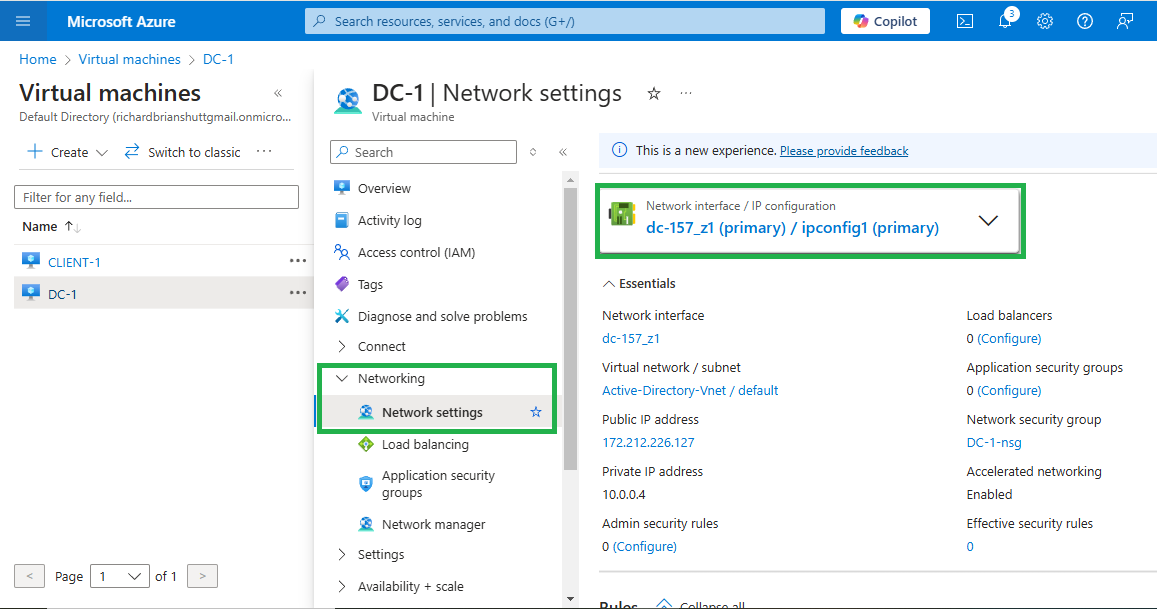 Microsoft Azure
Search resources, services, and docs (G+/)
Copilot
3
Home > Virtual machines > DC-1
Virtual machines
Default Directory (richardbrianshuttgmail.onmicro...
Create
Switch to classic
...
Filter for any field...
Name
CLIENT-1
DC-1
Page 1 of 1
DC-1 | Network settings
Virtual machine
Search
Overview
Activity log
Access control (IAM)
Tags
Diagnose and solve problems
Connect
Networking
Network settings
Load balancing
Application security
groups
Network manager
Settings
Availability + scale
This is a new experience. Please provide feedback
Network interface / IP configuration
dc-157_z1 (primary) / ipconfig1 (primary)
Essentials
Network interface
dc-157_z1
Virtual network / subnet
Active-Directory-Vnet / default
Public IP address
172.212.226.127
Private IP address
10.0.0.4
Admin security rules
0 (Configure)
Load balancers
0 (Configure)
Application security groups
0 (Configure)
Network security group
DC-1-nsg
Accelerated networking
Enabled
Effective security rules
0
Rules
Collapse all